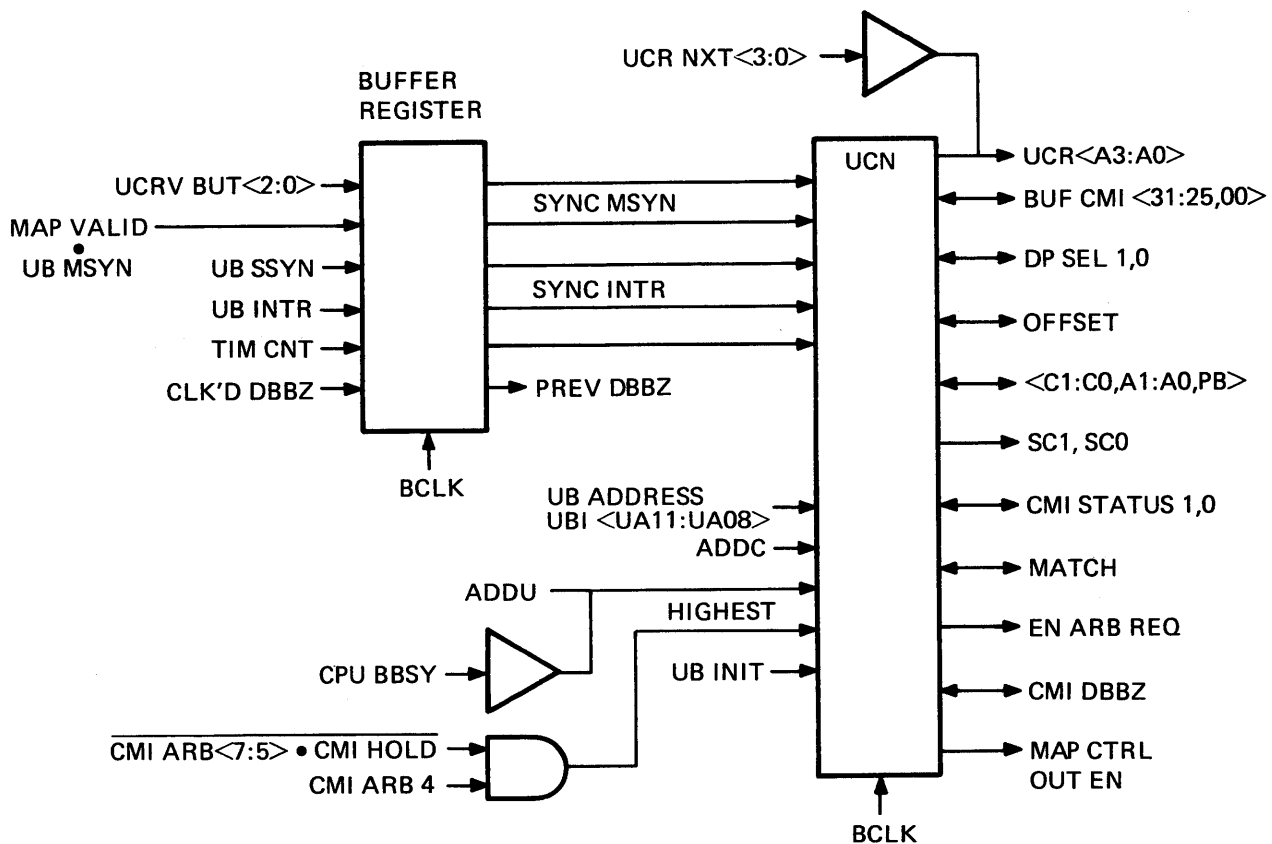 UCR NXT<3:0>
BUFFER
REGISTER
UCN
UCR<A3:A0>
UCRV BUT<2:0>
SYNC MSYN
BUF CMI <31:25,00>
MAP VALID
•
UB MSYN
UB SSYN
DP SEL 1,0
UB INTR
SYNC INTR
OFFSET
TIM CNT
CLK'D DBBZ
PREV DBBZ
<C1:C0,A1:A0,PB>
SC1, SC0
BCLK
UB ADDRESS
UBI <UA11:UA08>
CMI STATUS 1,0
ADDC
MATCH
ADDU
HIGHEST
EN ARB REQ
CPU BBSY
UB INIT
CMI DBBZ
CMI ARB<7:5> • CMI HOLD
CMI ARB 4
MAP CTRL
OUT EN
BCLK